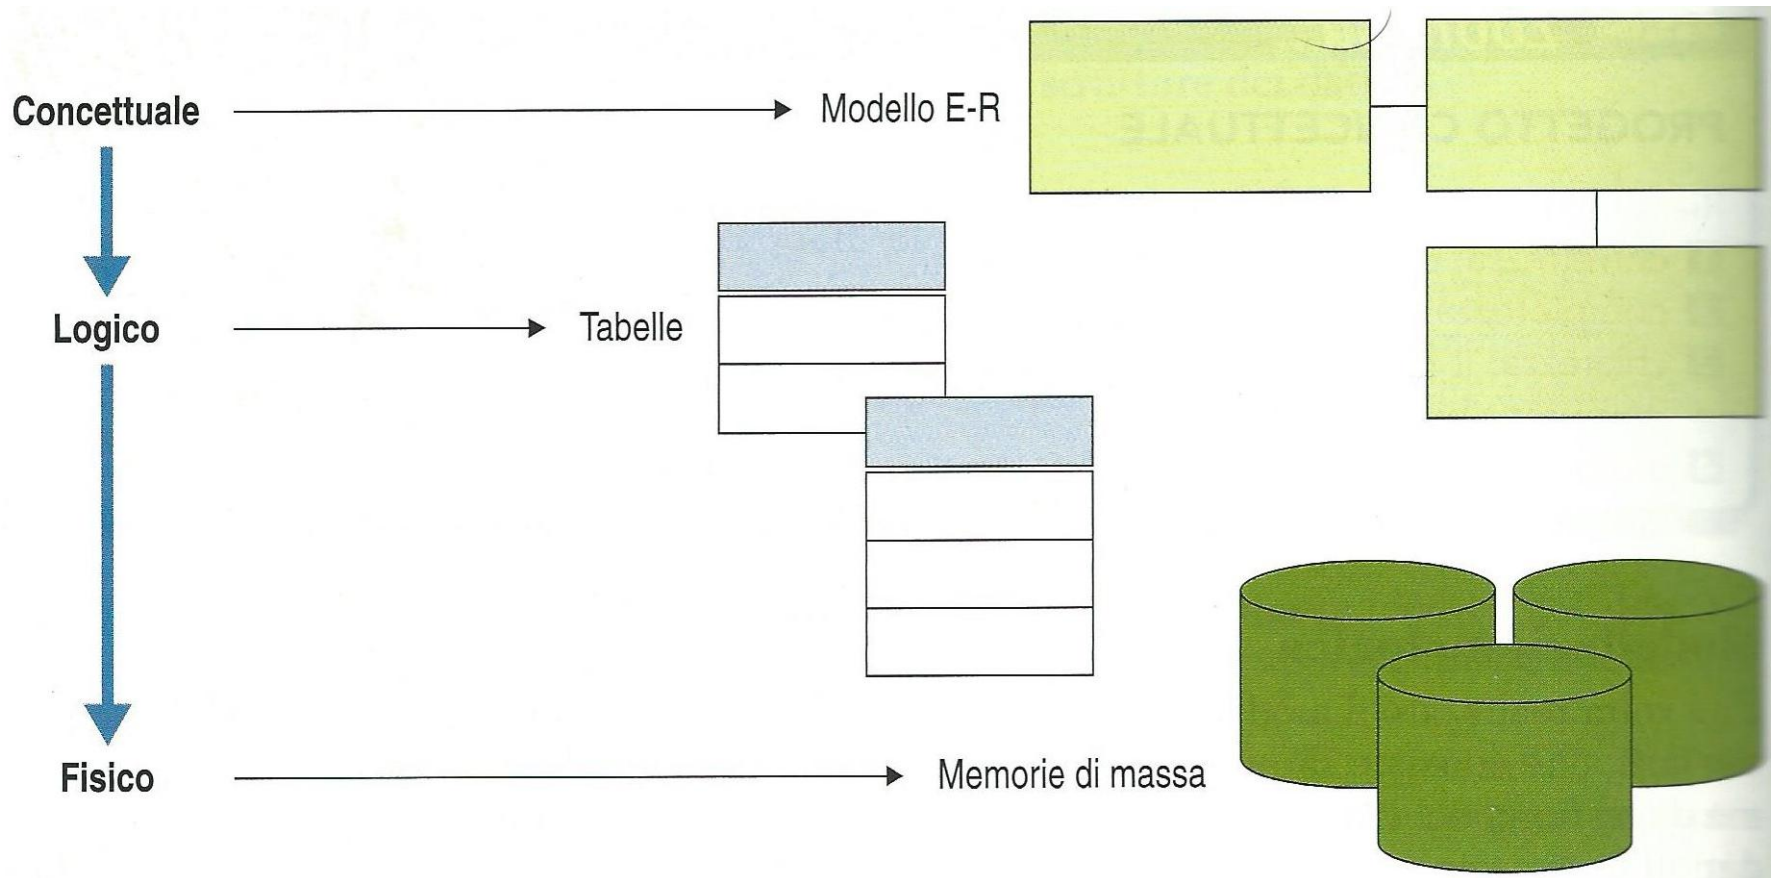 Concettuale
Modello E-R
Logico
Tabelle
Fisico
Memorie di massa